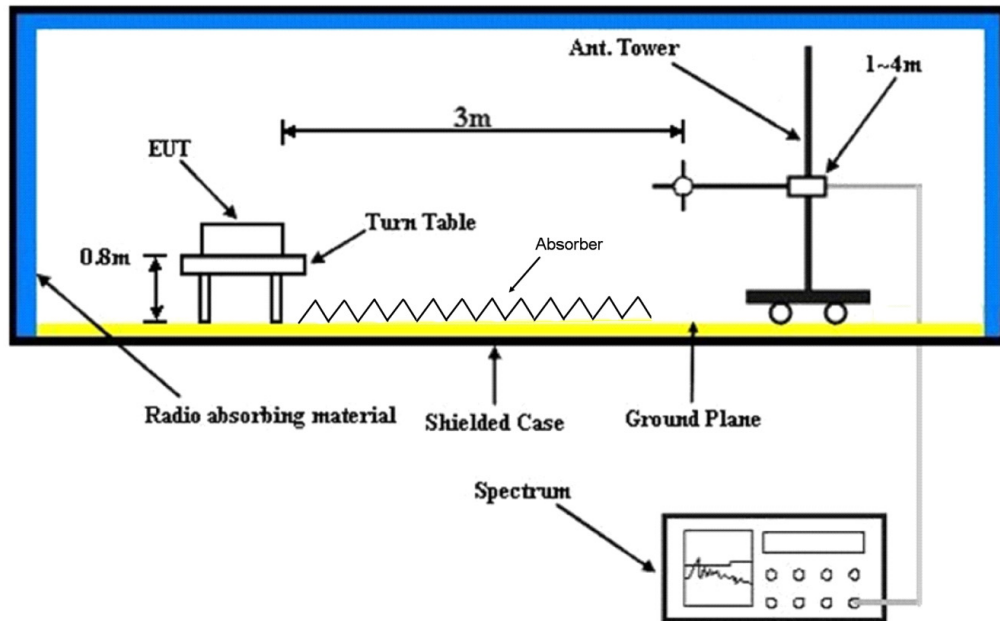 Ant. Tower
1~4m
3m
EUT
Turn Table
0.8m
Absorber
Radio absorbing material
Shielded Case
Ground Plane
Spectrum